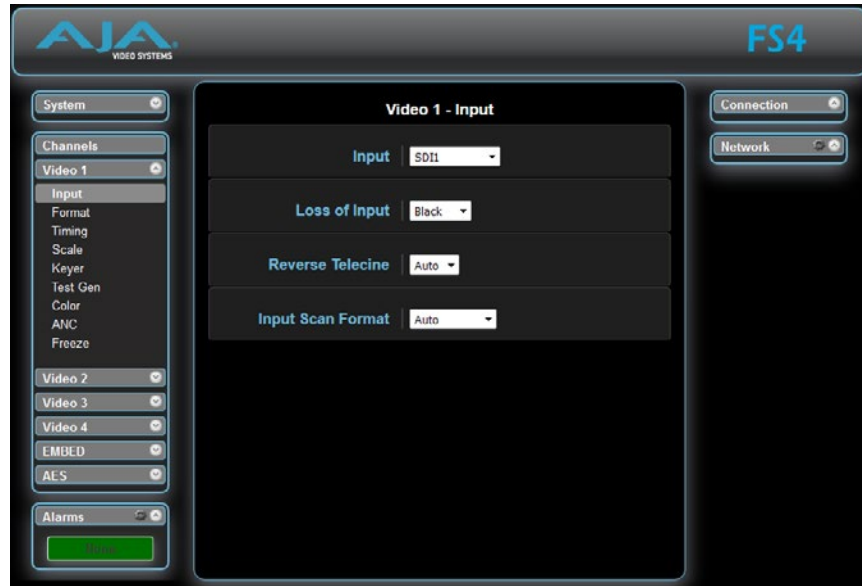 AJA
VIDEO SYSTEMS
FS4
System
Channels
Video 1
Input
Format
Timing
Scale
Keyer
Test Gen
Color
ANC
Freeze
Video 2
Video 3
Video 4
EMBED
AES
Alarms
None
Video 1 - Input
Input SDI1
Loss of Input Black
Reverse Telecine Auto
Input Scan Format Auto
Connection
Network